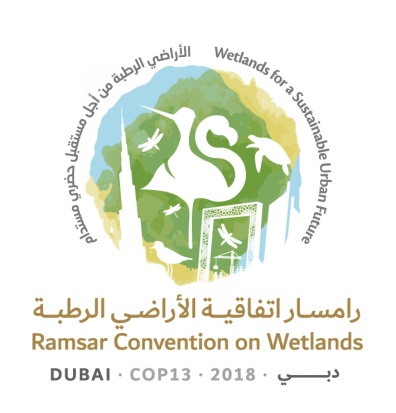 الأراضي الرطبة من أجل مستقبل حضري مستدام
Wetlands for a Sustainable Urban Future
رامسار اتفاقية الأراضي الرطبة
Ramsar Convention on Wetlands
DUBAI · COP13 · 2018 · دبي